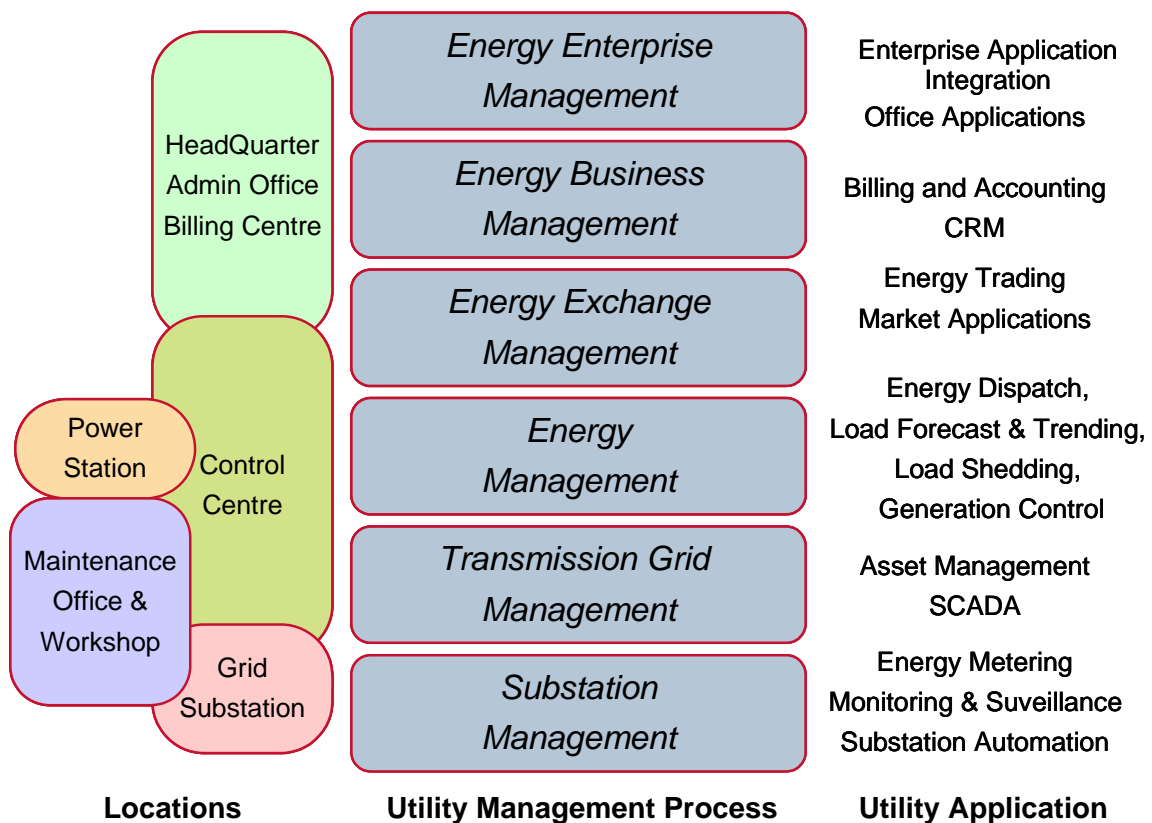 HeadQuarter
Admin Office
Billing Centre
Power
Station
Control
Centre
Maintenance
Office &
Workshop
Grid
Substation
Locations
Energy Enterprise
Management
Energy Business
Management
Energy Exchange
Management
Energy
Management
Transmission Grid
Management
Substation
Management
Utility Management Process
Enterprise Application
Integration
Office Applications
Billing and Accounting
CRM
Energy Trading
Market Applications
Energy Dispatch,
Load Forecast & Trending,
Load Shedding,
Generation Control
Asset Management
SCADA
Energy Metering
Monitoring & Suveillance
Substation Automation
Utility Application